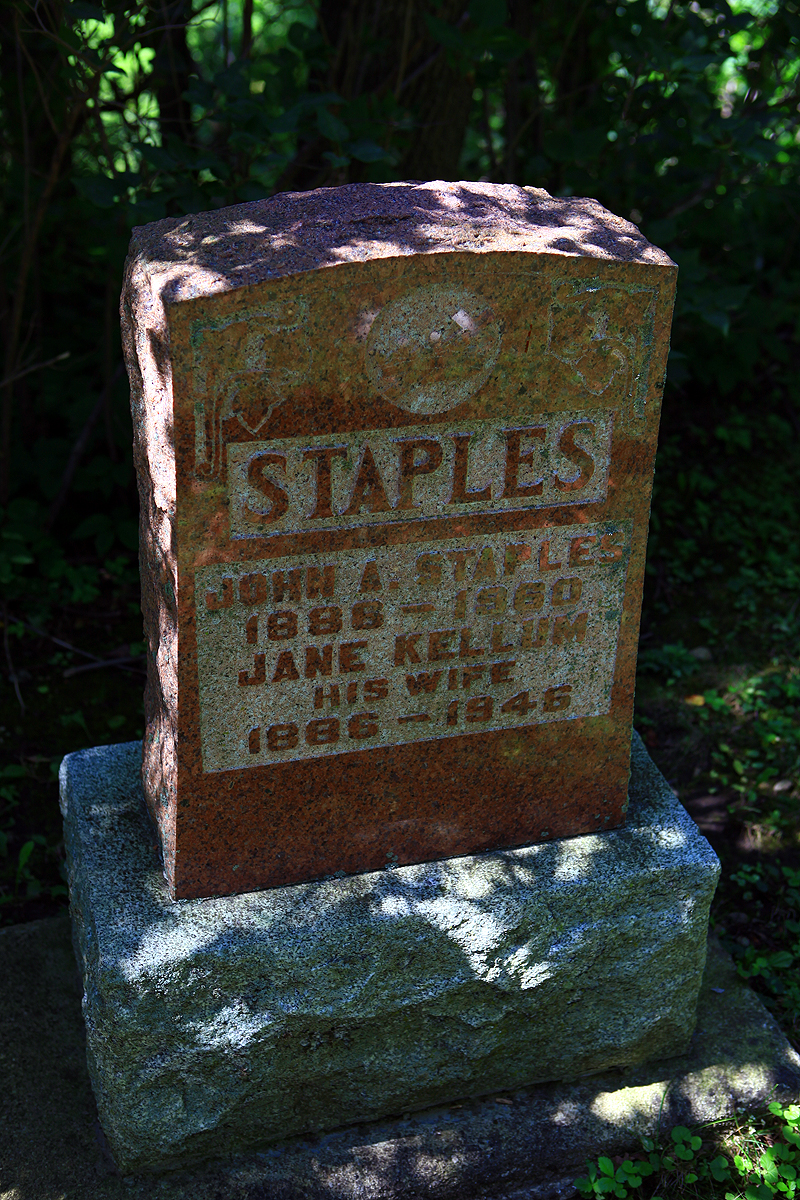 STAPLES
JOHN A. STAPLES
1886 – 1960
JANE KELLUM
HIS WIFE
1886 – 1946